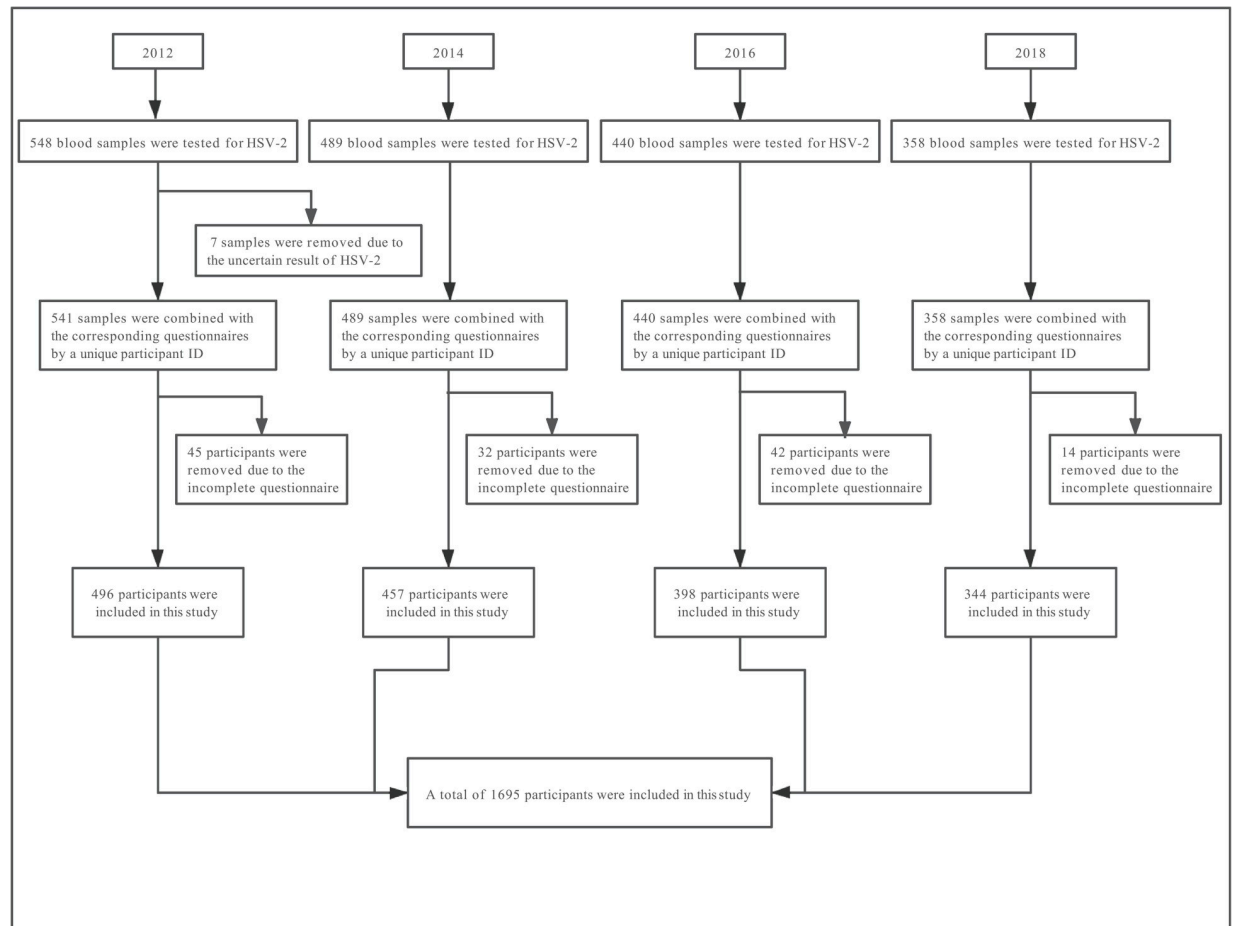 2012
2014
2016
2018
548 blood samples were tested for HSV-2
489 blood samples were tested for HSV-2
440 blood samples were tested for HSV-2
358 blood samples were tested for HSV-2
7 samples were removed due to
the uncertain result of HSV-2
541 samples were combined with
the corresponding questionnaires
by a unique participant ID
489 samples were combined with
the corresponding questionnaires
by a unique participant ID
440 samples were combined with
the corresponding questionnaires
by a unique participant ID
358 samples were combined with
the corresponding questionnaires
by a unique participant ID
45 participants were
removed due to the
incomplete questionnaire
32 participants were
removed due to the
incomplete questionnaire
42 participants were
removed due to the
incomplete questionnaire
14 participants were
removed due to the
incomplete questionnaire
496 participants were
included in this study
457 participants were
included in this study
398 participants were
included in this study
344 participants were
included in this study
A total of 1695 participants were included in this study